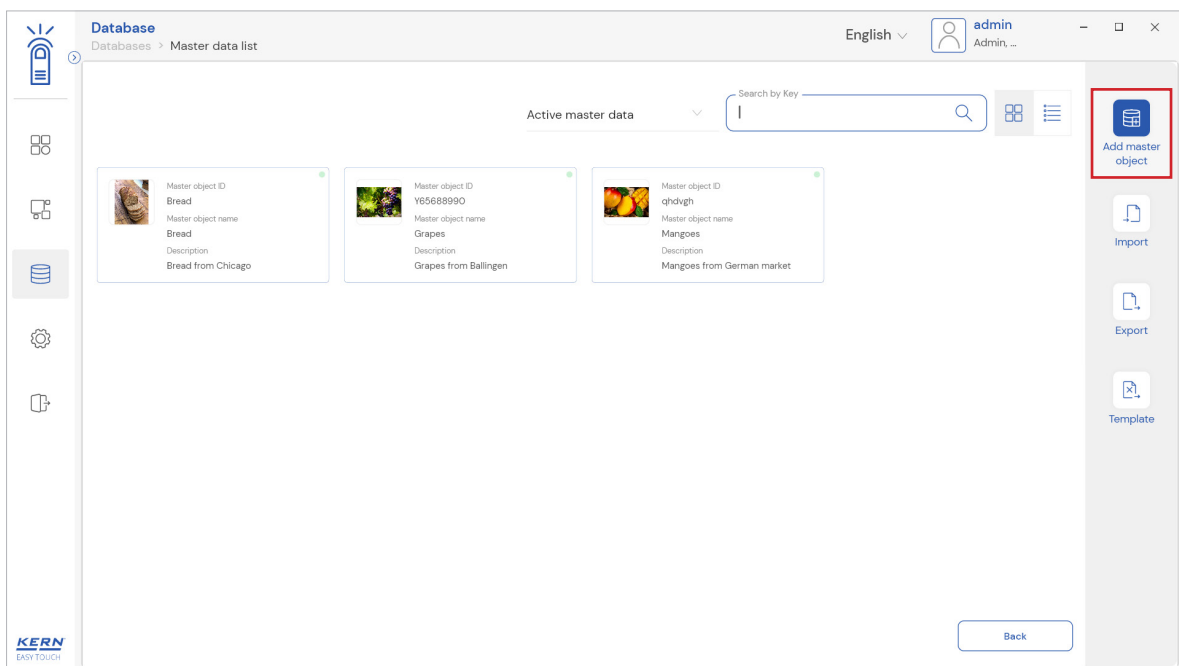 Database
Databases > Master data list
English
admin
Admin, ...
Active master data
Search by Key
Add master
object
Master object ID
Bread
Master object name
Bread
Description
Bread from Chicago
Master object ID
Y65688990
Master object name
Grapes
Description
Grapes from Ballingen
Master object ID
qhdvgh
Master object name
Mangoes
Description
Mangoes from German market
Import
Export
Template
Back
KERN
EASY TOUCH